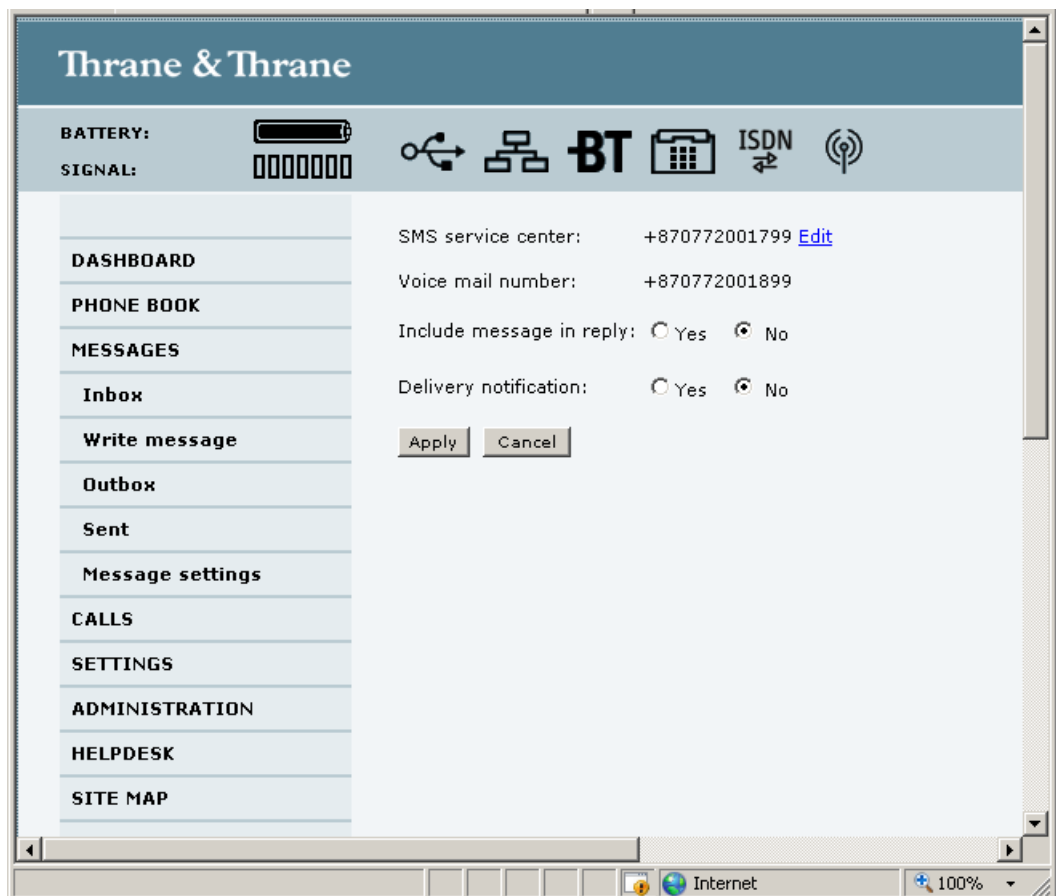 Thrane & Thrane
BATTERY:
SIGNAL:
BT
ISDN
DASHBOARD
PHONE BOOK
MESSAGES
Inbox
Write message
Outbox
Sent
Message settings
CALLS
SETTINGS
ADMINISTRATION
HELPDESK
SITE MAP
SMS service center: +870772001799 Edit
Voice mail number: +870772001899
Include message in reply: Yes No
Delivery notification: Yes No
Apply Cancel
Internet 100%